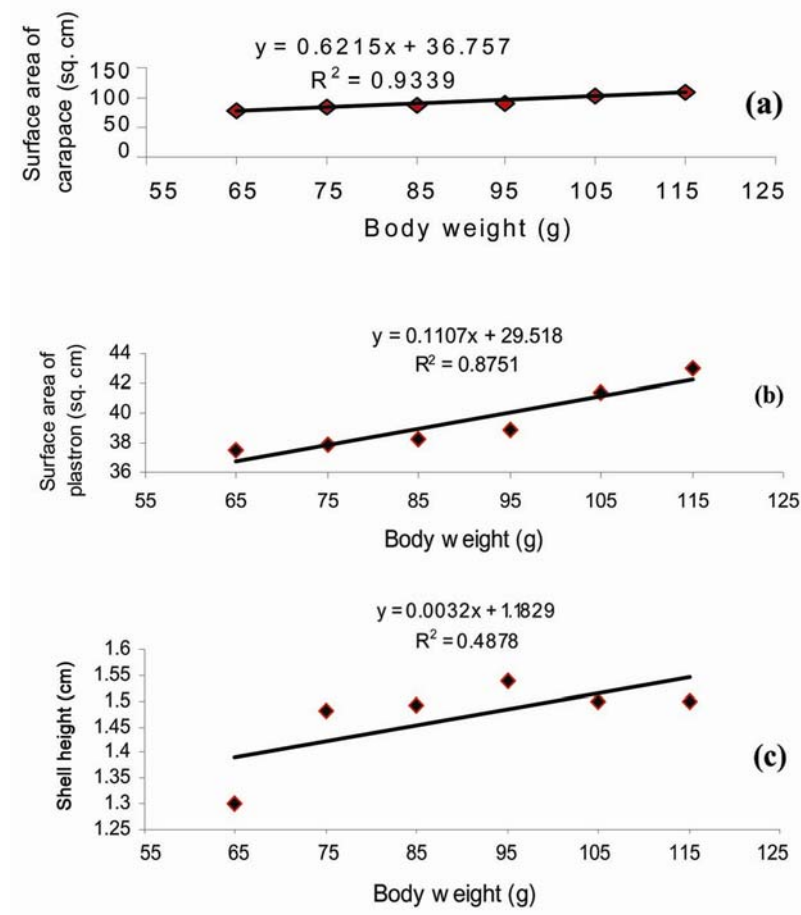 y = 0.6215x + 36.757
R² = 0.9339
Surface area of
carapace (sq. cm)
150
100
50
0
(a)
55 65 75 85 95 105 115 125
Body weight (g)
y = 0.1107x + 29.518
R² = 0.8751
Surface area of
plastron (sq. cm)
44
42
40
38
36
(b)
55 65 75 85 95 105 115 125
Body weight (g)
y = 0.0032x + 1.1829
R² = 0.4878
Shell height (cm)
1.6
1.55
1.5
1.45
1.4
1.35
1.3
1.25
(c)
55 65 75 85 95 105 115 125
Body weight (g)